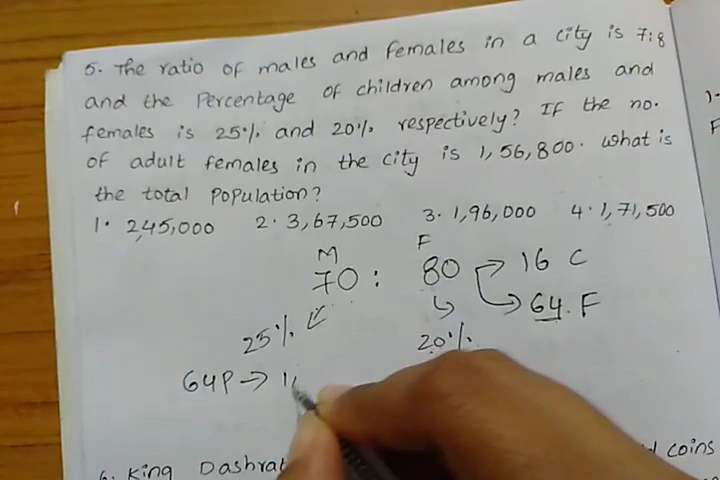 5. The ratio of males and females in a city is 7:8
and the Percentage of children among males and
females is 25% and 20% respectively? If the no.
of adult females in the city is 1,56,800. what is
the total Population?
1. 2,45,000 2. 3,67,500 3. 1,96,000 4. 1,71,500
M F
70 : 80 16 C
64 F
25% 20%
64P → 1
6. King coins